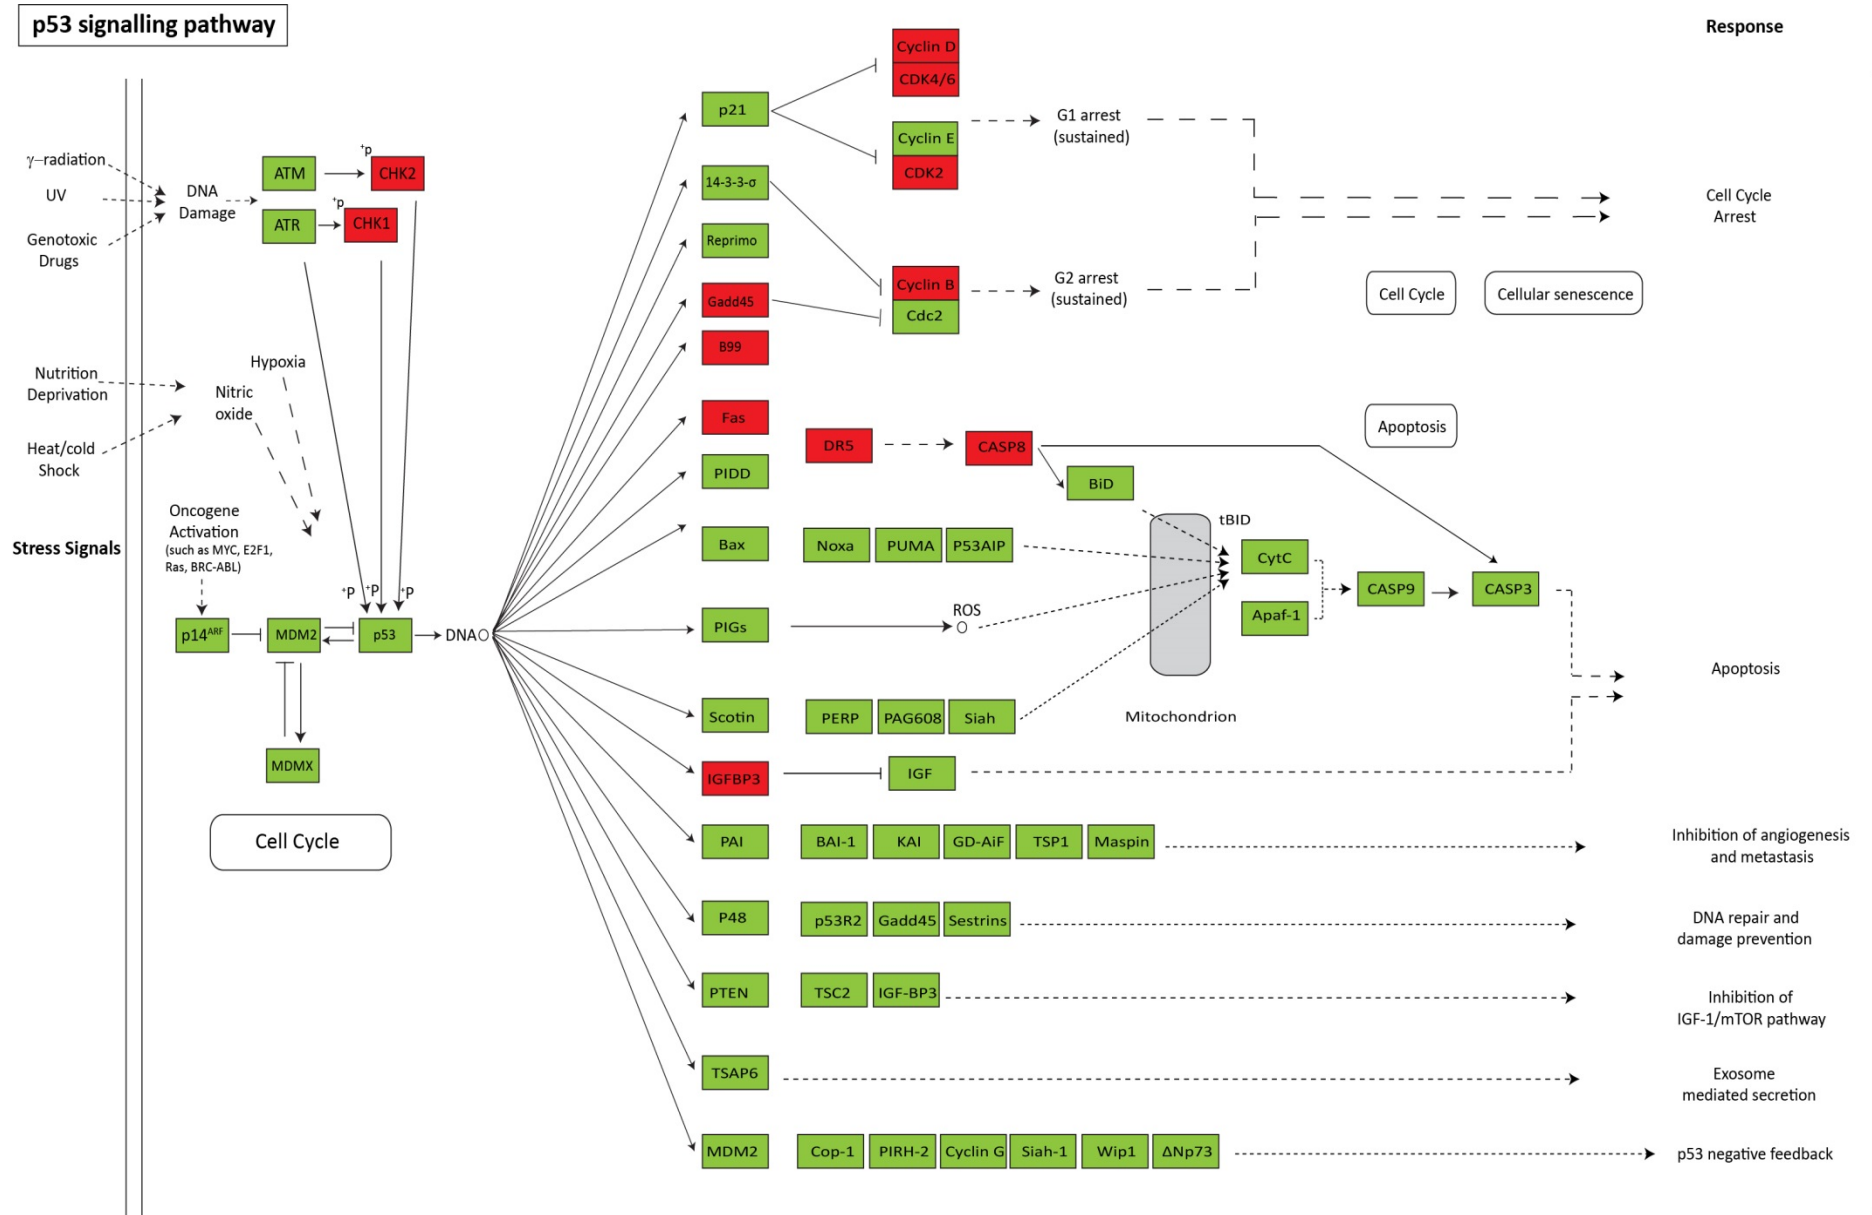 p53 signalling pathway
Response
Stress Signals
γ–radiation
UV
Genotoxic
Drugs
DNA
Damage
ATM
+p
CHK2
ATR
+p
CHK1
Nutrition
Deprivation
Heat/cold
Shock
Hypoxia
Nitric
oxide
Oncogene
Activation
(such as MYC, E2F1,
Ras, BRC-ABL)
+P
+P
+P
p14ARF
MDM2
p53
DNA
MDMX
Cell Cycle
p21
14-3-3-σ
Reprimo
Gadd45
B99
Cyclin D
CDK4/6
Cyclin E
CDK2
Cyclin B
Cdc2
G1 arrest
(sustained)
G2 arrest
(sustained)
Cell Cycle
Arrest
Cell Cycle
Cellular senescence
Fas
PIDD
Bax
PIGs
Scotin
IGFBP3
DR5
CASP8
BiD
Apoptosis
tBID
Noxa
PUMA
P53AIP
CytC
Apaf-1
CASP9
CASP3
ROS
PERP
PAG608
Siah
Mitochondrion
IGF
Apoptosis
PAI
BAI-1
KAI
GD-AiF
TSP1
Maspin
Inhibition of angiogenesis
and metastasis
P48
p53R2
Gadd45
Sestrins
DNA repair and
damage prevention
PTEN
TSC2
IGF-BP3
Inhibition of
IGF-1/mTOR pathway
TSAP6
Exosome
mediated secretion
MDM2
Cop-1
PIRH-2
Cyclin G
Siah-1
Wip1
ΔNp73
p53 negative feedback